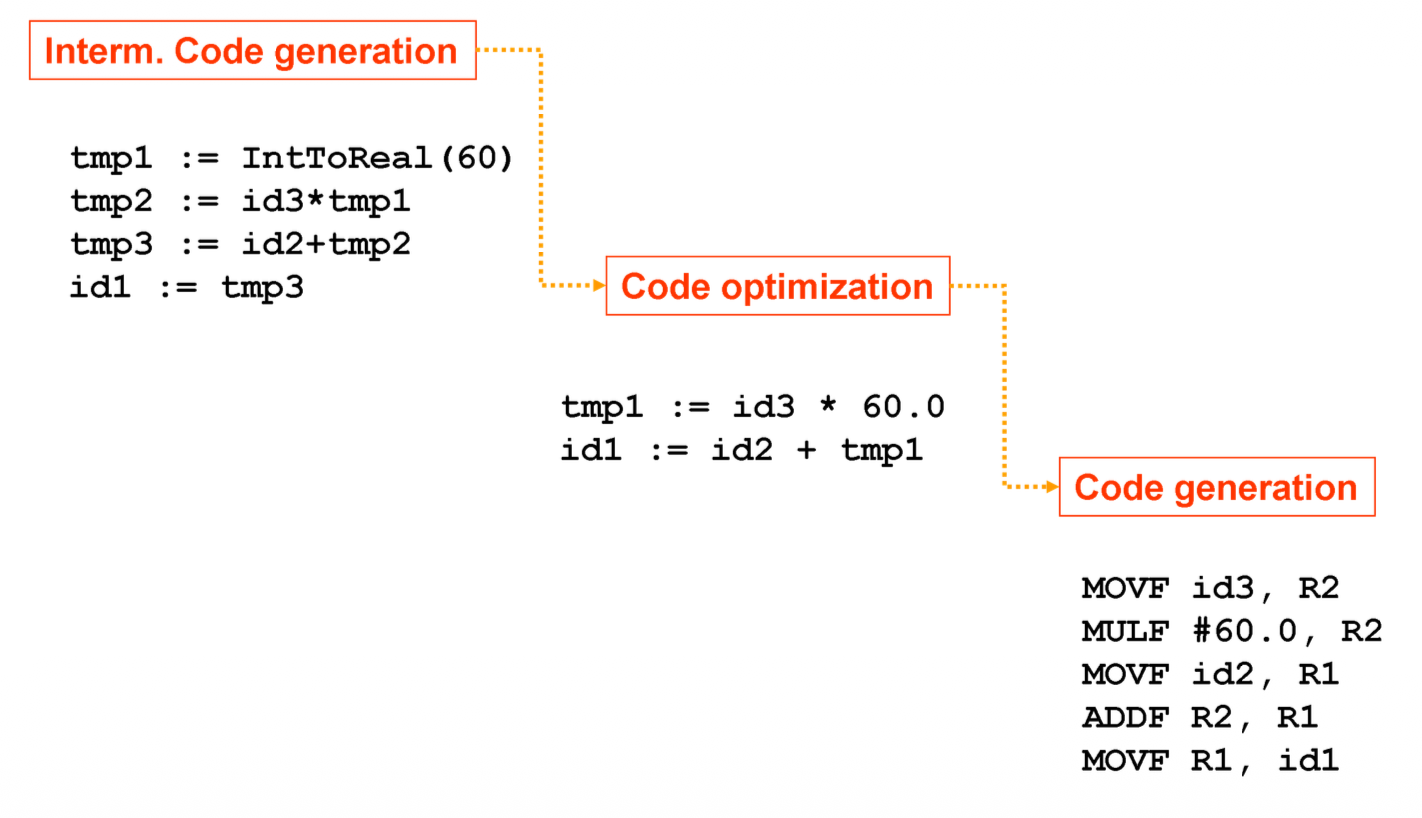 Interm. Code generation
tmp1 := IntToReal(60)
tmp2 := id3*tmp1
tmp3 := id2+tmp2
id1 := tmp3
Code optimization
tmp1 := id3 * 60.0
id1 := id2 + tmp1
Code generation
MOVF id3, R2
MULF #60.0, R2
MOVF id2, R1
ADDF R2, R1
MOVF R1, id1